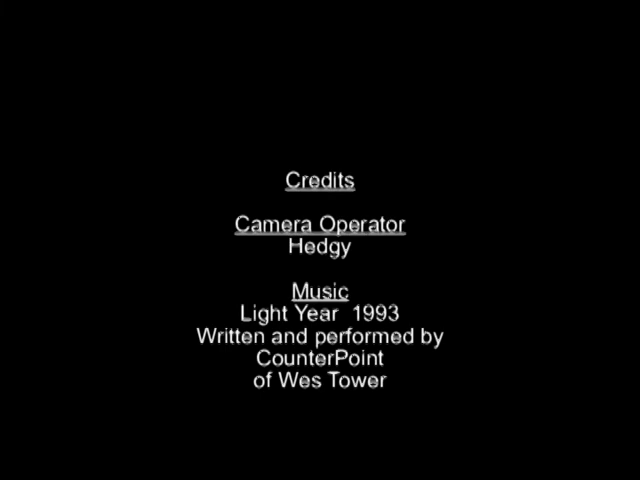 Credits
Camera Operator
Hedgy
Music
Light Year  1993
Written and performed by
CounterPoint
of Wes Tower